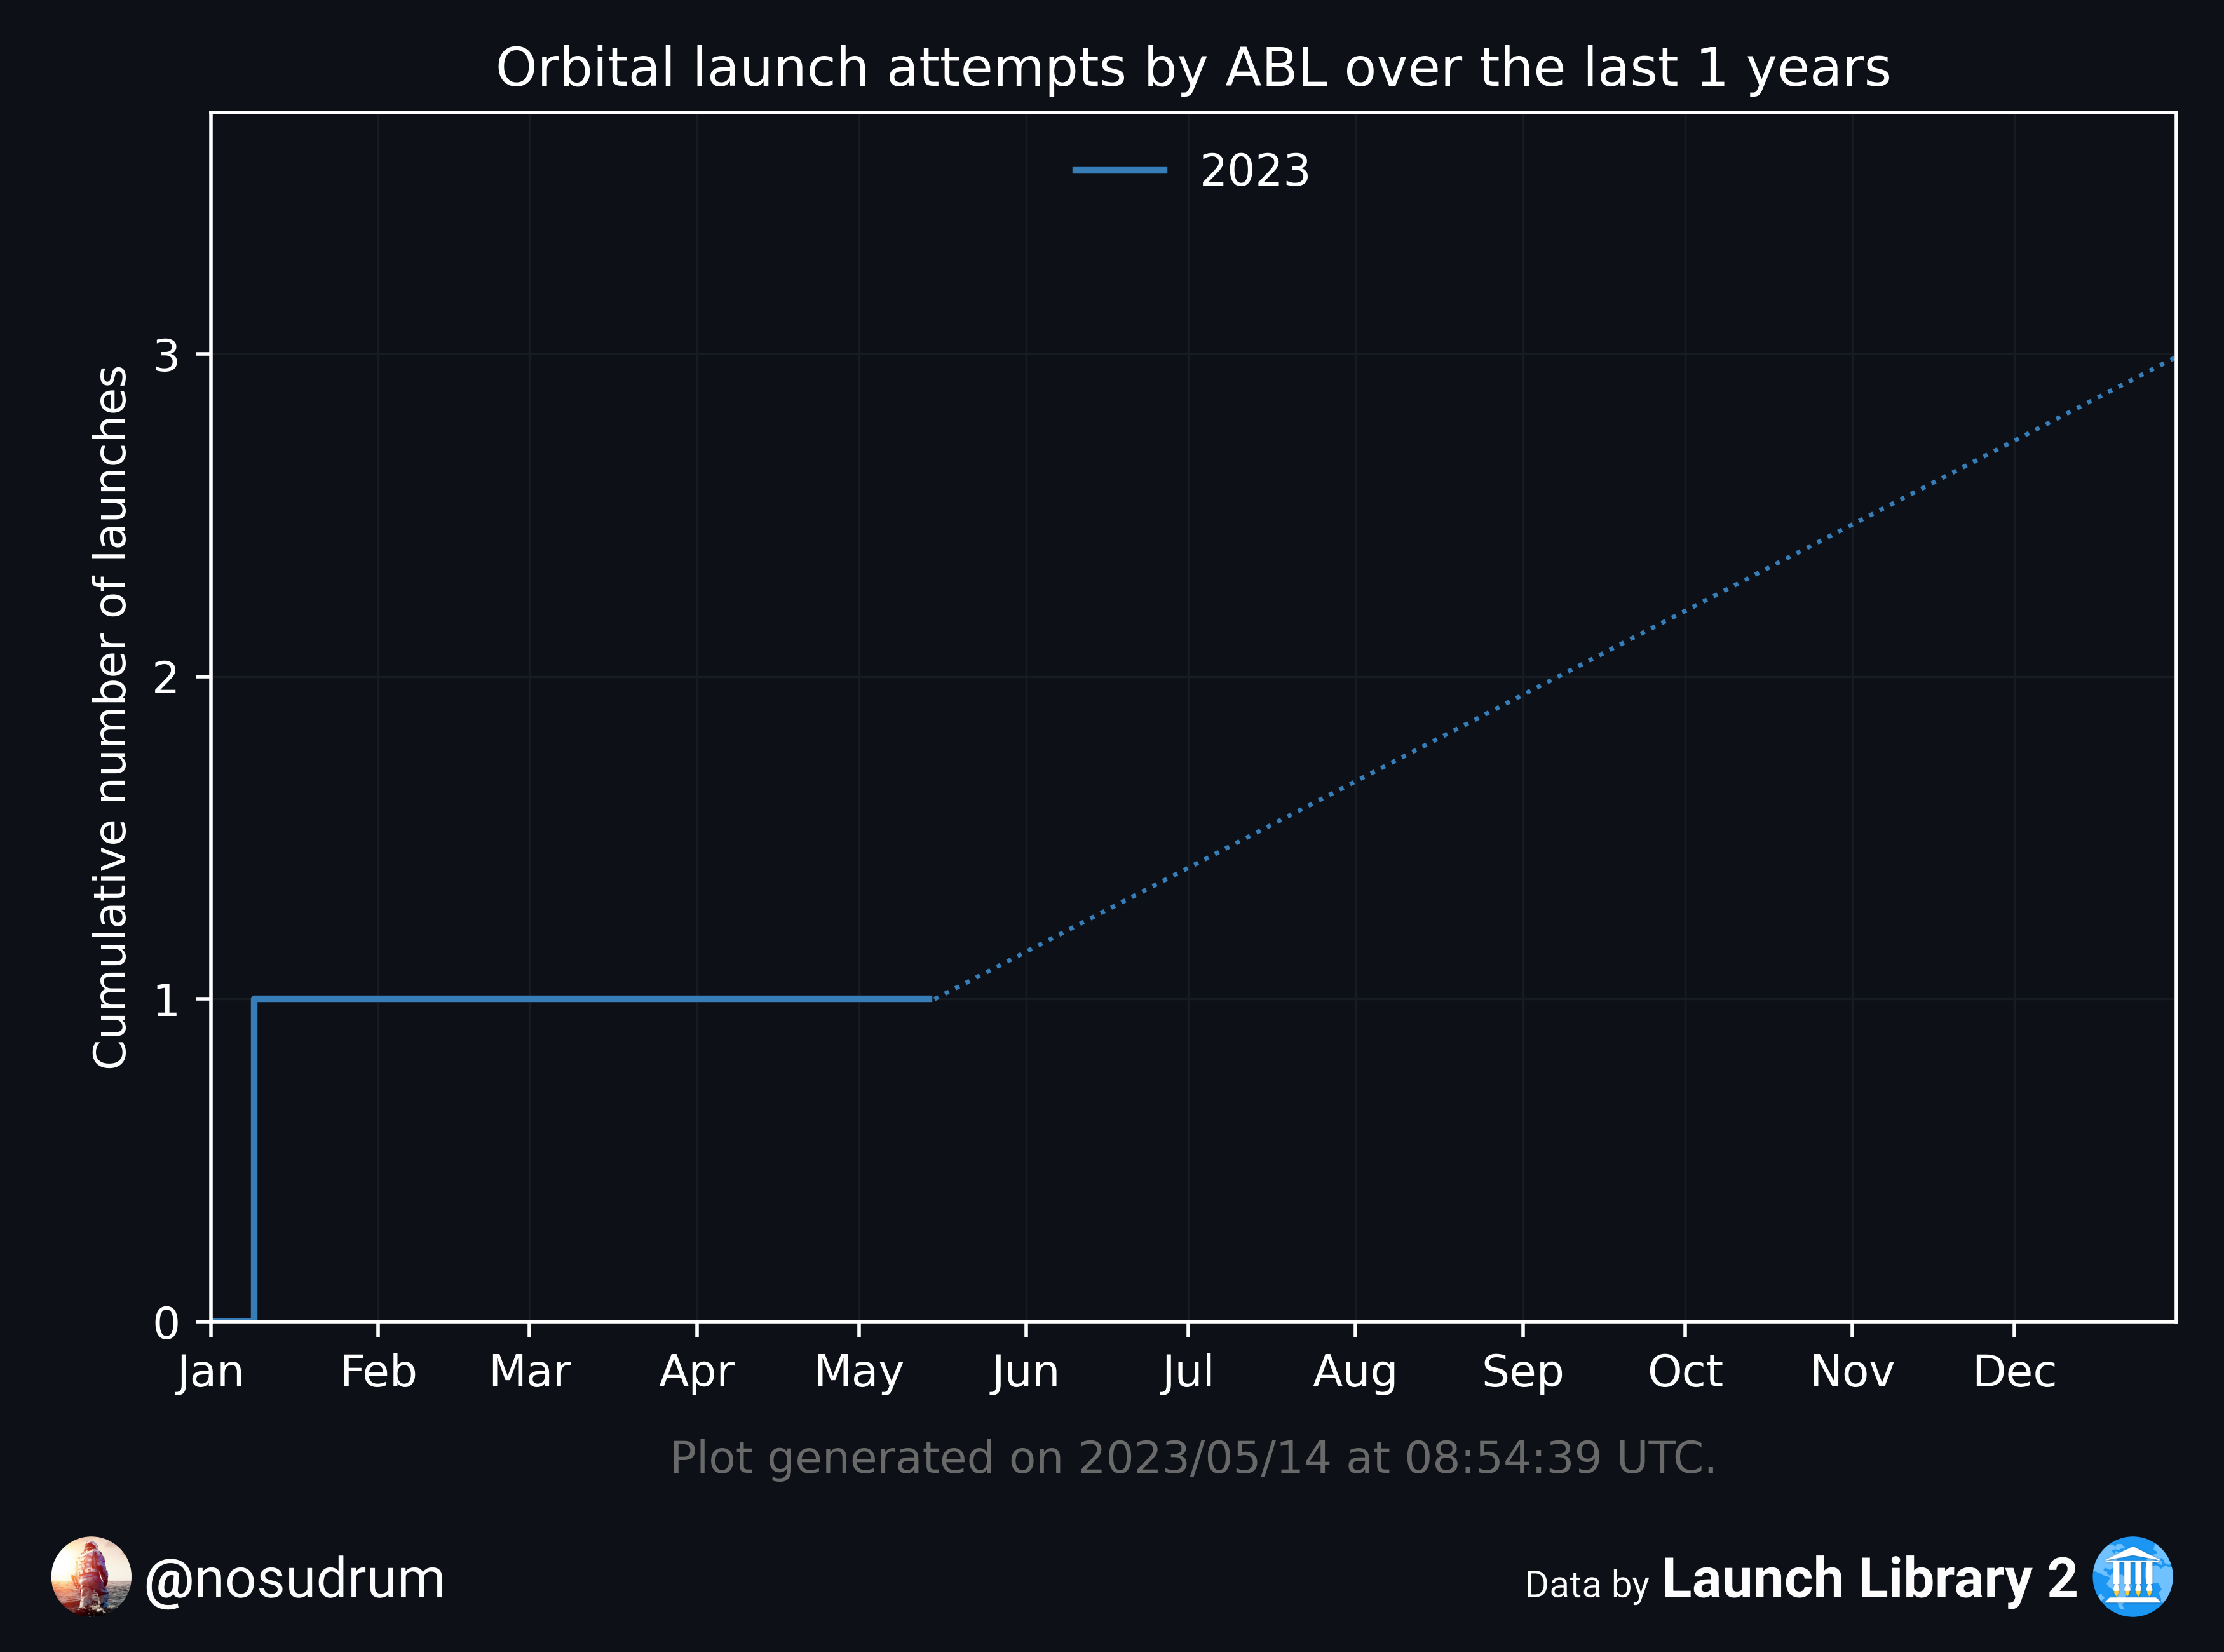 Orbital launch attempts by ABL over the last 1 years
2023
Cumulative number of launches
3
2
1
0
Jan Feb Mar Apr May Jun Jul Aug Sep Oct Nov Dec
Plot generated on 2023/05/14 at 08:54:39 UTC.
@nosudrum
Data by Launch Library 2